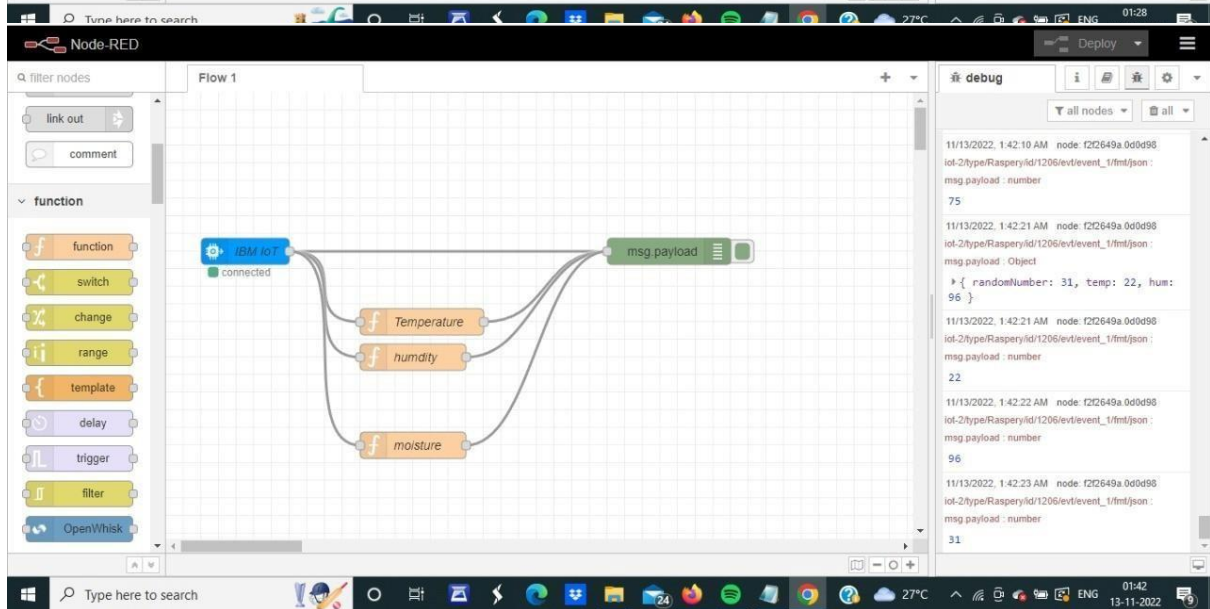 Type here to search
27°C
ENG
01:28
Node-RED
Deploy
filter nodes
Flow 1
debug
i
all nodes
all
link out
comment
function
function
switch
change
range
template
delay
trigger
filter
OpenWhisk
IBM IoT
connected
Temperature
humdity
moisture
msg.payload
11/13/2022, 1:42:10 AM node: f2f2649a.0d0d98
iot-2/type/Raspery/id/1206/evt/event_1/fmt/json :
msg.payload : number
75
11/13/2022, 1:42:21 AM node: f2f2649a.0d0d98
iot-2/type/Raspery/id/1206/evt/event_1/fmt/json :
msg.payload : Object
{ randomNumber: 31, temp: 22, hum:
96 }
11/13/2022, 1:42:21 AM node: f2f2649a.0d0d98
iot-2/type/Raspery/id/1206/evt/event_1/fmt/json :
msg.payload : number
22
11/13/2022, 1:42:22 AM node: f2f2649a.0d0d98
iot-2/type/Raspery/id/1206/evt/event_1/fmt/json :
msg.payload : number
96
11/13/2022, 1:42:23 AM node: f2f2649a.0d0d98
iot-2/type/Raspery/id/1206/evt/event_1/fmt/json :
msg.payload : number
31
Type here to search
24
27°C
ENG
01:42
13-11-2022
9